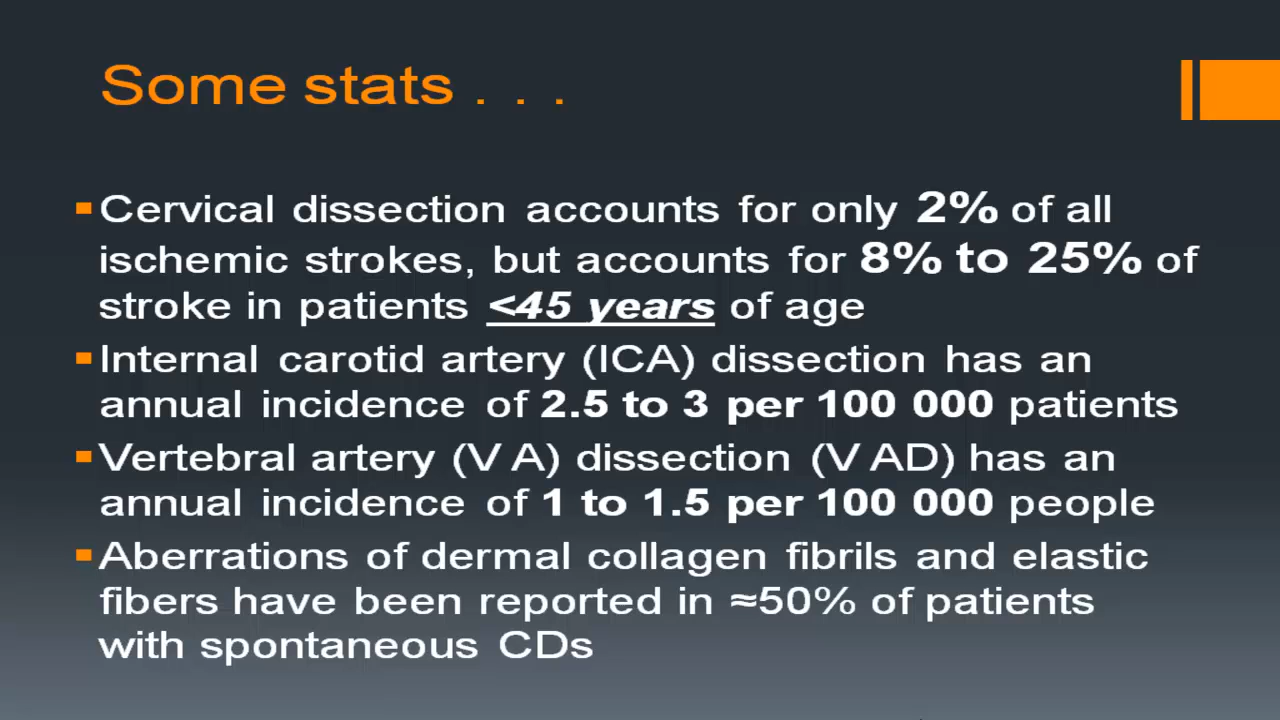 Some stats . . .
Cervical dissection accounts for only 2% of all
ischemic strokes, but accounts for 8% to 25% of
stroke in patients <45 years of age
Internal carotid artery (ICA) dissection has an
annual incidence of 2.5 to 3 per 100 000 patients
Vertebral artery (V A) dissection (V AD) has an
annual incidence of 1 to 1.5 per 100 000 people
Aberrations of dermal collagen fibrils and elastic
fibers have been reported in ≈50% of patients
with spontaneous CDs